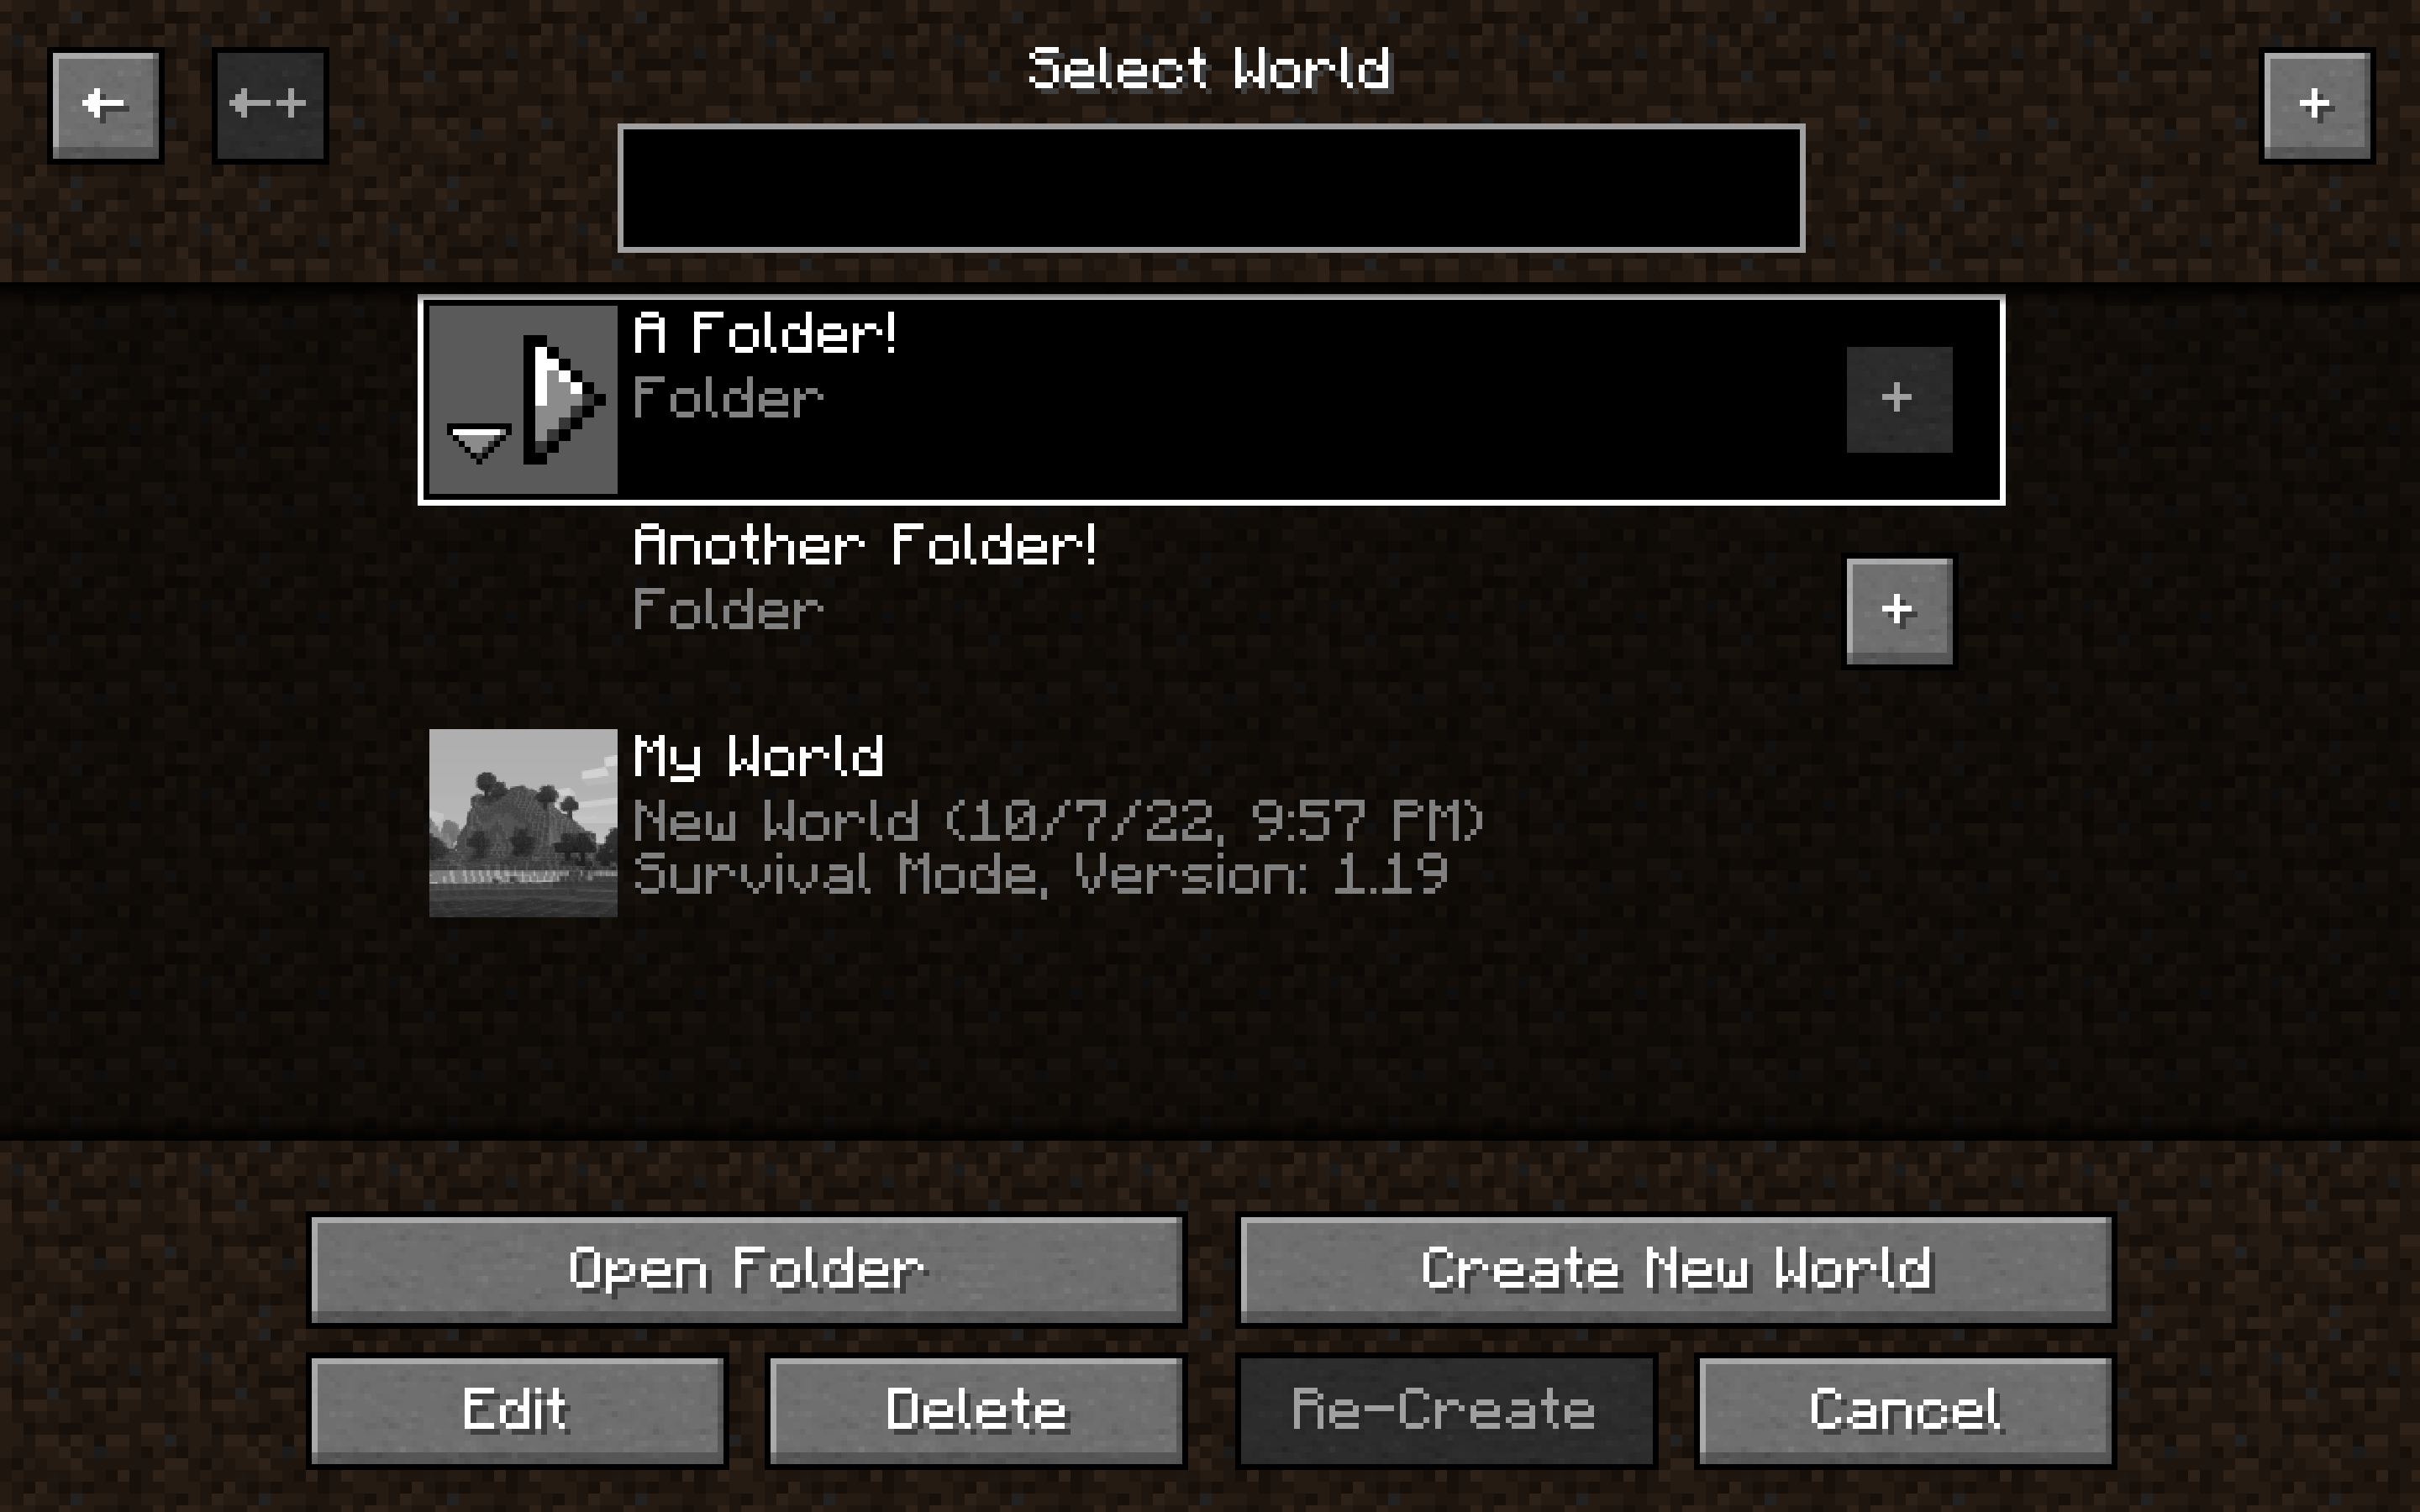 Select World
←
←+
+
A Folder!
Folder
+
Another Folder!
Folder
+
My World
New World (10/7/22, 9:57 PM)
Survival Mode, Version: 1.19
Open Folder
Create New World
Edit
Delete
Re-Create
Cancel